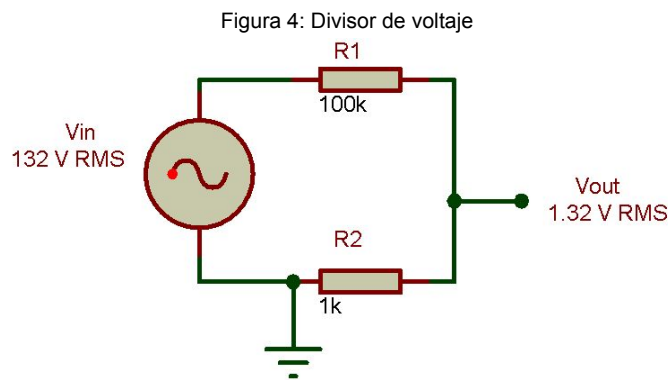 Figura 4: Divisor de voltaje
R1
100k
Vin
132 V RMS
Vout
1.32 V RMS
R2
1k